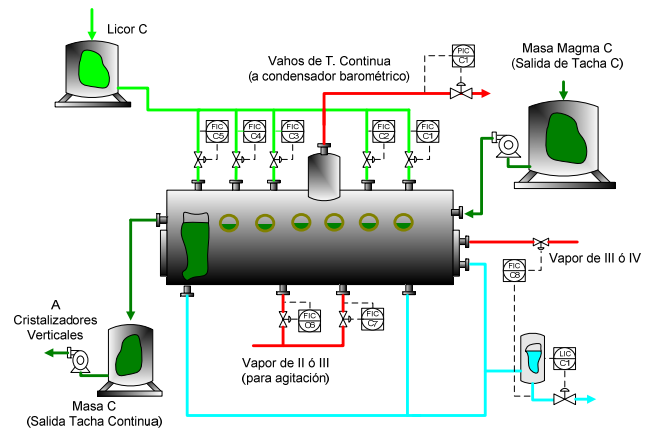 Licor C
Vahos de T. Continua
(a condensador barométrico)
PIC
C1
Masa Magma C
(Salida de Tacha C)
FIC
C5
FIC
C4
FIC
C3
FIC
C2
FIC
C1
Vapor de III ó IV
FIC
C8
A
Cristalizadores
Verticales
FIC
C6
FIC
C7
Vapor de II ó III
(para agitación)
LIC
C1
Masa C
(Salida Tacha Continua)